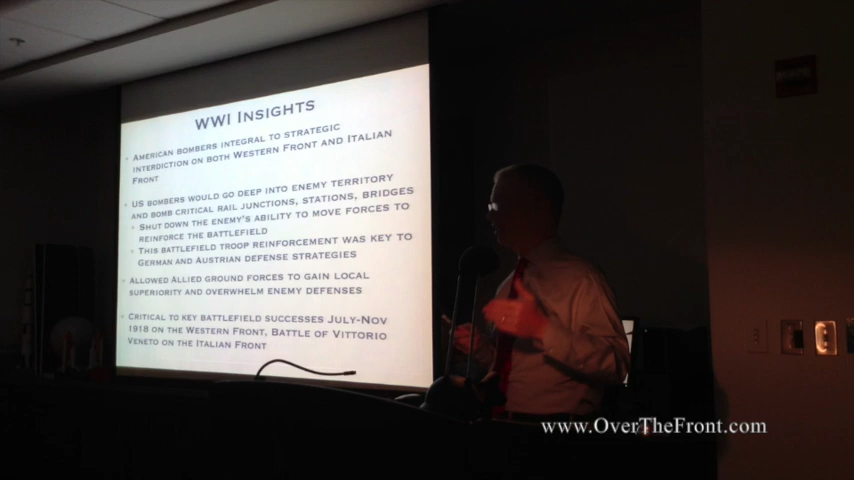 WWI Insights
American bombers integral to strategic
interdiction on both Western Front and Italian
Front
US bombers would go deep into enemy territory
and bomb critical rail junctions, stations, bridges
Shut down the enemy's ability to move forces to
reinforce the battlefield
This battlefield troop reinforcement was key to
German and Austrian defense strategies
Allowed Allied ground forces to gain local
superiority and overwhelm enemy defenses
Critical to key battlefield successes July-Nov
1918 on the Western Front, Battle of Vittorio
Veneto on the Italian Front
www.OverTheFront.com